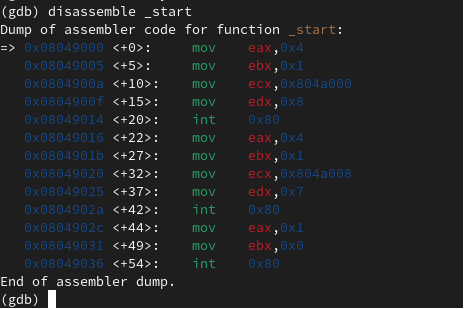 (gdb) disassemble _start
Dump of assembler code for function _start:
=> 0x08049000 <+0>:     mov    eax,0x4
   0x08049005 <+5>:     mov    ebx,0x1
   0x0804900a <+10>:    mov    ecx,0x804a000
   0x0804900f <+15>:    mov    edx,0x8
   0x08049014 <+20>:    int    0x80
   0x08049016 <+22>:    mov    eax,0x4
   0x0804901b <+27>:    mov    ebx,0x1
   0x08049020 <+32>:    mov    ecx,0x804a008
   0x08049025 <+37>:    mov    edx,0x7
   0x0804902a <+42>:    int    0x80
   0x0804902c <+44>:    mov    eax,0x1
   0x08049031 <+49>:    mov    ebx,0x0
   0x08049036 <+54>:    int    0x80
End of assembler dump.
(gdb)